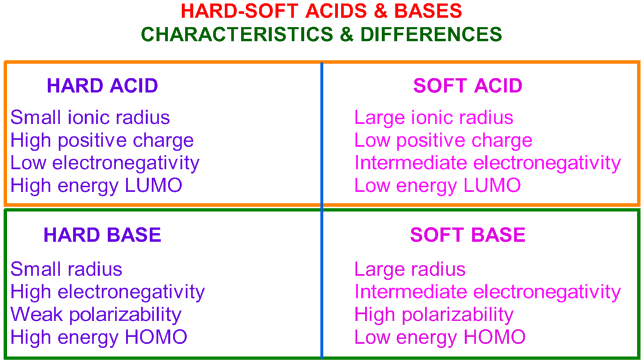 HARD-SOFT ACIDS & BASES
CHARACTERISTICS & DIFFERENCES
HARD ACID
Small ionic radius
High positive charge
Low electronegativity
High energy LUMO
SOFT ACID
Large ionic radius
Low positive charge
Intermediate electronegativity
Low energy LUMO
HARD BASE
Small radius
High electronegativity
Weak polarizability
High energy HOMO
SOFT BASE
Large radius
Intermediate electronegativity
High polarizability
Low energy HOMO